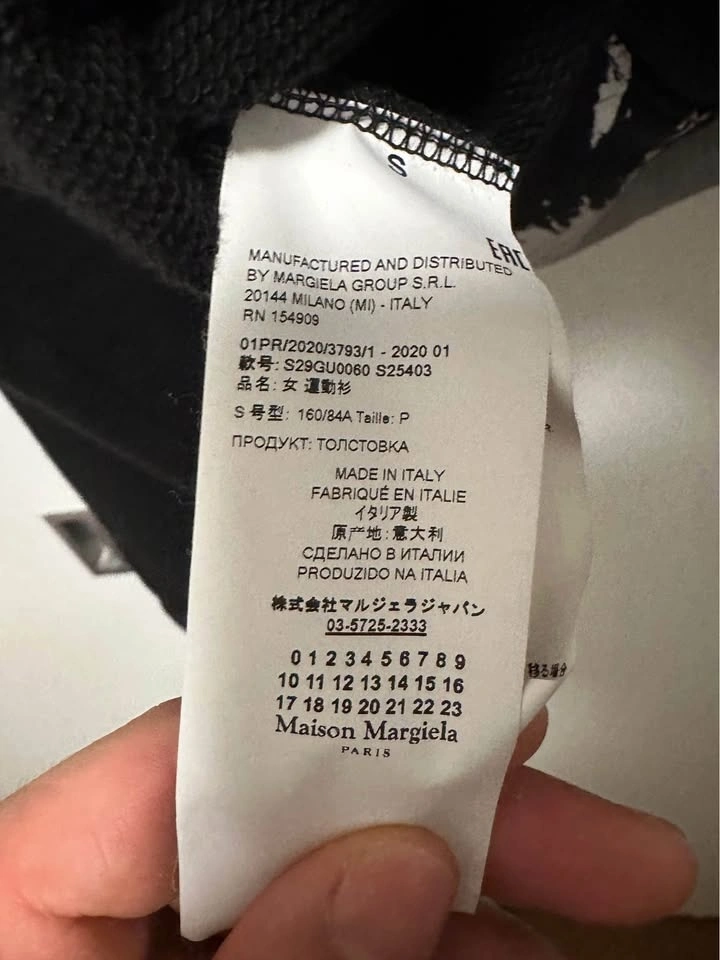 S
EAC
MANUFACTURED AND DISTRIBUTED
BY MARGIELA GROUP S.R.L.
20144 MILANO (MI) - ITALY
RN 154909
01PR/2020/3793/1 - 2020 01
款号: S29GU0060 S25403
品名: 女 運動衫
S 号型: 160/84A Taille: P
ПРОДУКТ: ТОЛСТОВКА
MADE IN ITALY
FABRIQUÉ EN ITALIE
イタリア製
原产地: 意大利
СДЕЛАНО В ИТАЛИИ
PRODUZIDO NA ITALIA
株式会社マルジェラジャパン
03-5725-2333
0 1 2 3 4 5 6 7 8 9
10 11 12 13 14 15 16
17 18 19 20 21 22 23
Maison Margiela
PARIS
R.
移る場合